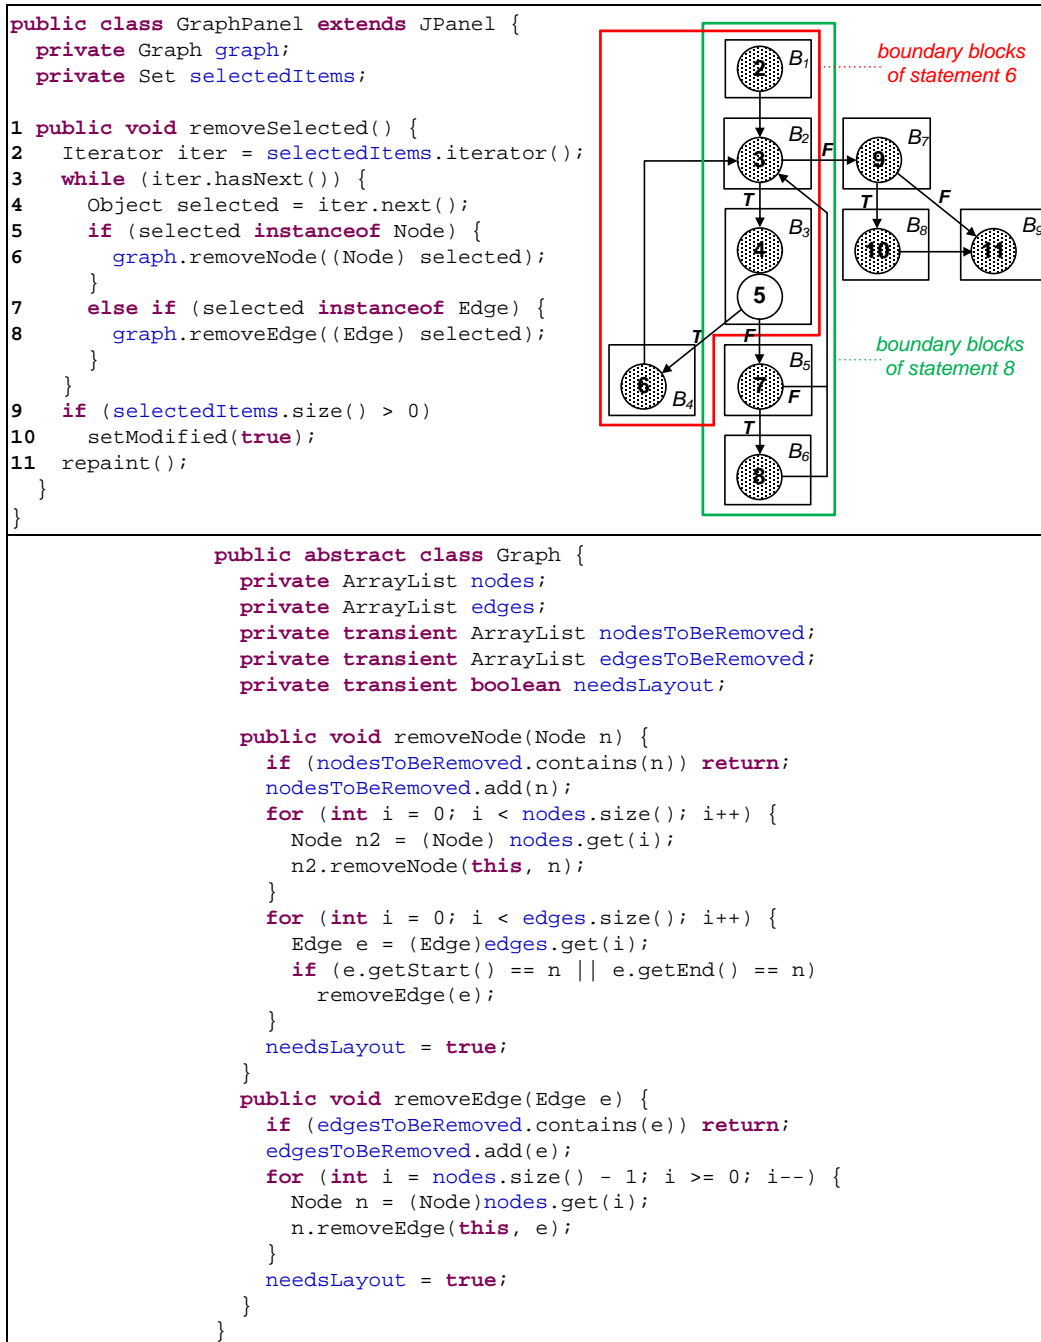 public class GraphPanel extends JPanel {
  private Graph graph;
  private Set selectedItems;
1 public void removeSelected() {
2   Iterator iter = selectedItems.iterator();
3   while (iter.hasNext()) {
4     Object selected = iter.next();
5     if (selected instanceof Node) {
6       graph.removeNode((Node) selected);
      }
7     else if (selected instanceof Edge) {
8       graph.removeEdge((Edge) selected);
      }
    }
9   if (selectedItems.size() > 0)
10     setModified(true);
11  repaint();
  }
}
boundary blocks
of statement 6
2 B1
3 B2
F
9 B7
T
T
F
4 B3
5
10 B8
11 B9
T
F
6 B4
7 B5
F
T
8 B6
boundary blocks
of statement 8
public abstract class Graph {
  private ArrayList nodes;
  private ArrayList edges;
  private transient ArrayList nodesToBeRemoved;
  private transient ArrayList edgesToBeRemoved;
  private transient boolean needsLayout;
  public void removeNode(Node n) {
    if (nodesToBeRemoved.contains(n)) return;
    nodesToBeRemoved.add(n);
    for (int i = 0; i < nodes.size(); i++) {
      Node n2 = (Node) nodes.get(i);
      n2.removeNode(this, n);
    }
    for (int i = 0; i < edges.size(); i++) {
      Edge e = (Edge)edges.get(i);
      if (e.getStart() == n || e.getEnd() == n)
        removeEdge(e);
    }
    needsLayout = true;
  }
  public void removeEdge(Edge e) {
    if (edgesToBeRemoved.contains(e)) return;
    edgesToBeRemoved.add(e);
    for (int i = nodes.size() - 1; i >= 0; i--) {
      Node n = (Node)nodes.get(i);
      n.removeEdge(this, e);
    }
    needsLayout = true;
  }
}